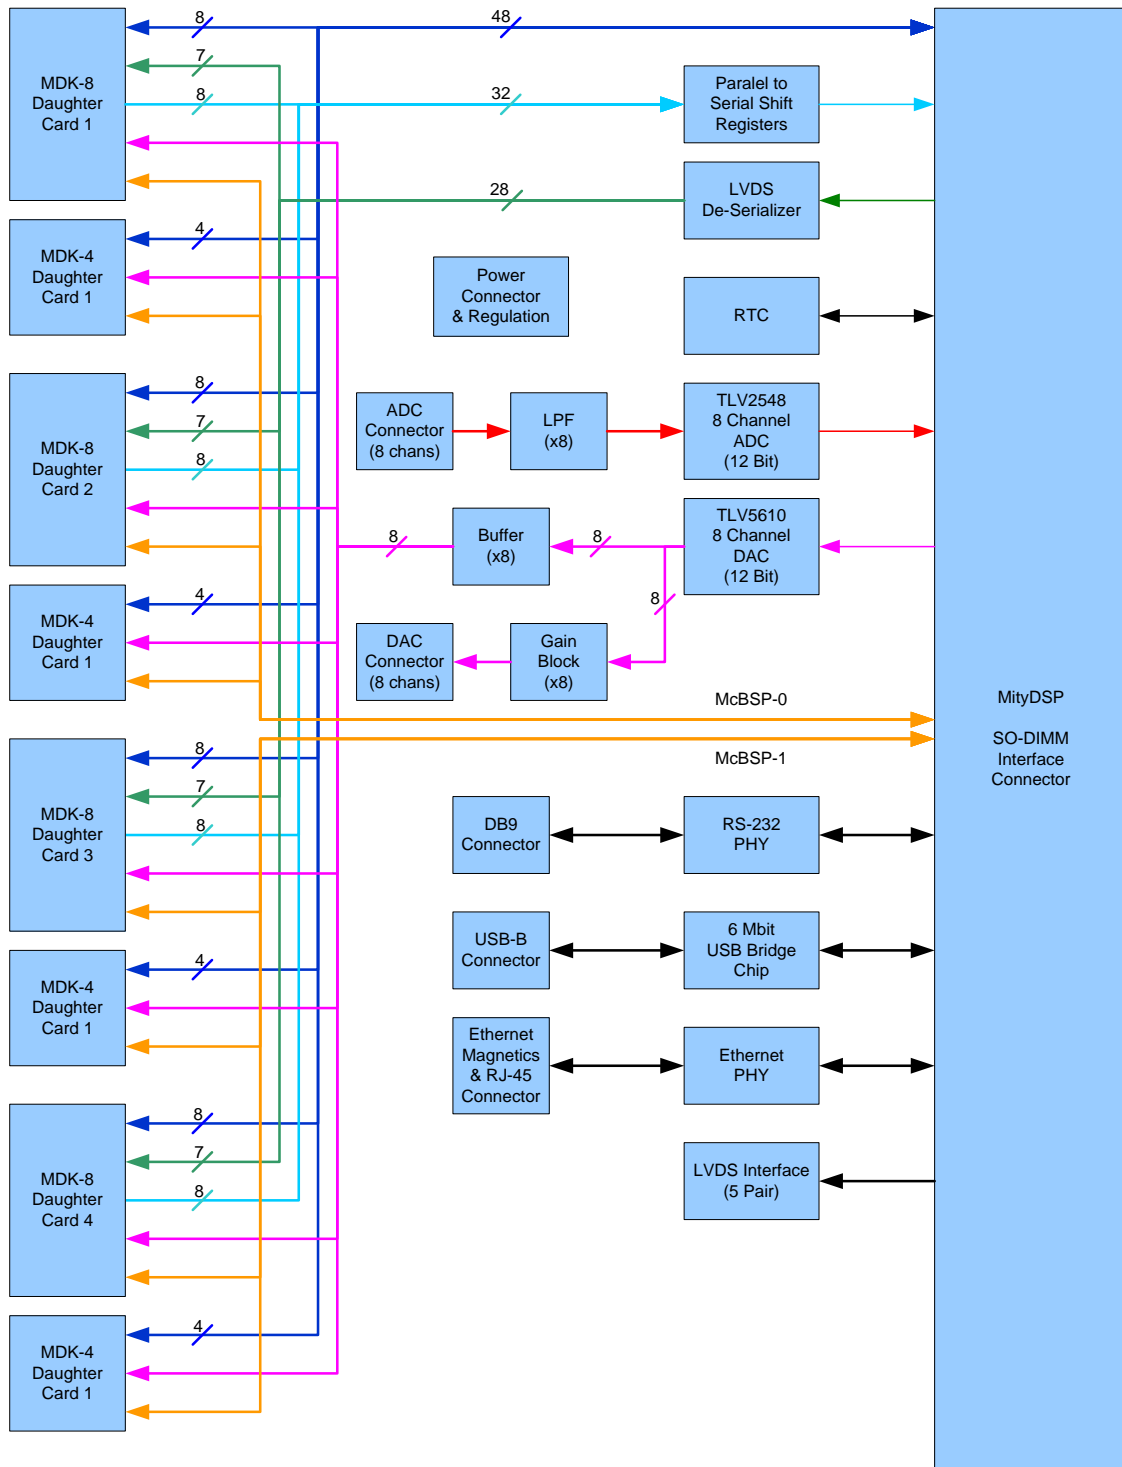 8
48
7
MDK-8
Daughter
Card 1
8
32
Paralel to
Serial Shift
Registers
28
LVDS
De-Serializer
4
MDK-4
Daughter
Card 1
Power
Connector
& Regulation
RTC
8
7
MDK-8
Daughter
Card 2
8
ADC
Connector
(8 chans)
LPF
(x8)
TLV2548
8 Channel
ADC
(12 Bit)
8
Buffer
(x8)
8
TLV5610
8 Channel
DAC
(12 Bit)
4
MDK-4
Daughter
Card 1
8
DAC
Connector
(8 chans)
Gain
Block
(x8)
McBSP-0
McBSP-1
MityDSP
SO-DIMM
Interface
Connector
8
7
MDK-8
Daughter
Card 3
8
DB9
Connector
RS-232
PHY
4
MDK-4
Daughter
Card 1
USB-B
Connector
6 Mbit
USB Bridge
Chip
Ethernet
Magnetics
& RJ-45
Connector
Ethernet
PHY
8
7
MDK-8
Daughter
Card 4
8
LVDS Interface
(5 Pair)
4
MDK-4
Daughter
Card 1